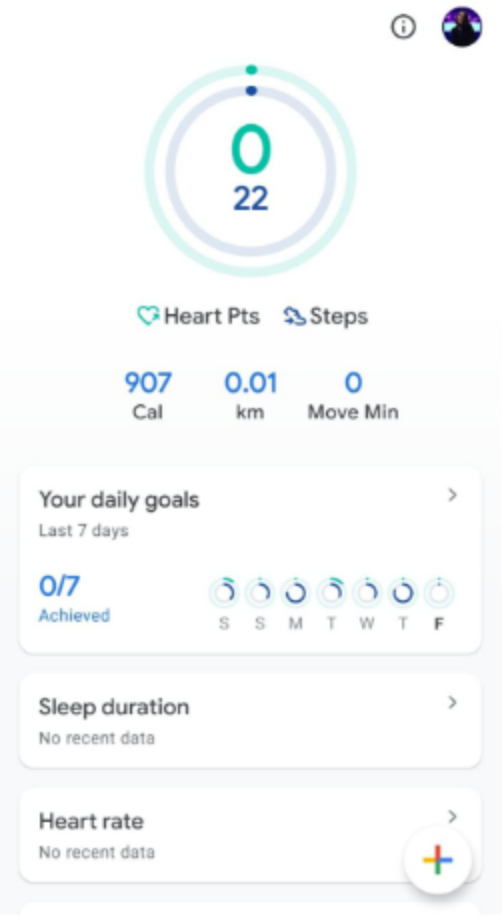 0
22
Heart Pts Steps
907 0.01 0
Cal km Move Min
Your daily goals
Last 7 days
0/7
Achieved
S S M T W T F
Sleep duration
No recent data
Heart rate
No recent data